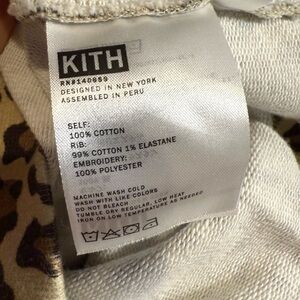 KITH
RN#140959
DESIGNED IN NEW YORK
ASSEMBLED IN PERU
SELF:
100% COTTON
RIB:
99% COTTON 1% ELASTANE
EMBROIDERY:
100% POLYESTER
MACHINE WASH COLD
WASH WITH LIKE COLORS
DO NOT BLEACH
TUMBLE DRY REGULAR, LOW HEAT
IRON ON LOW TEMPERATURE AS NEEDED